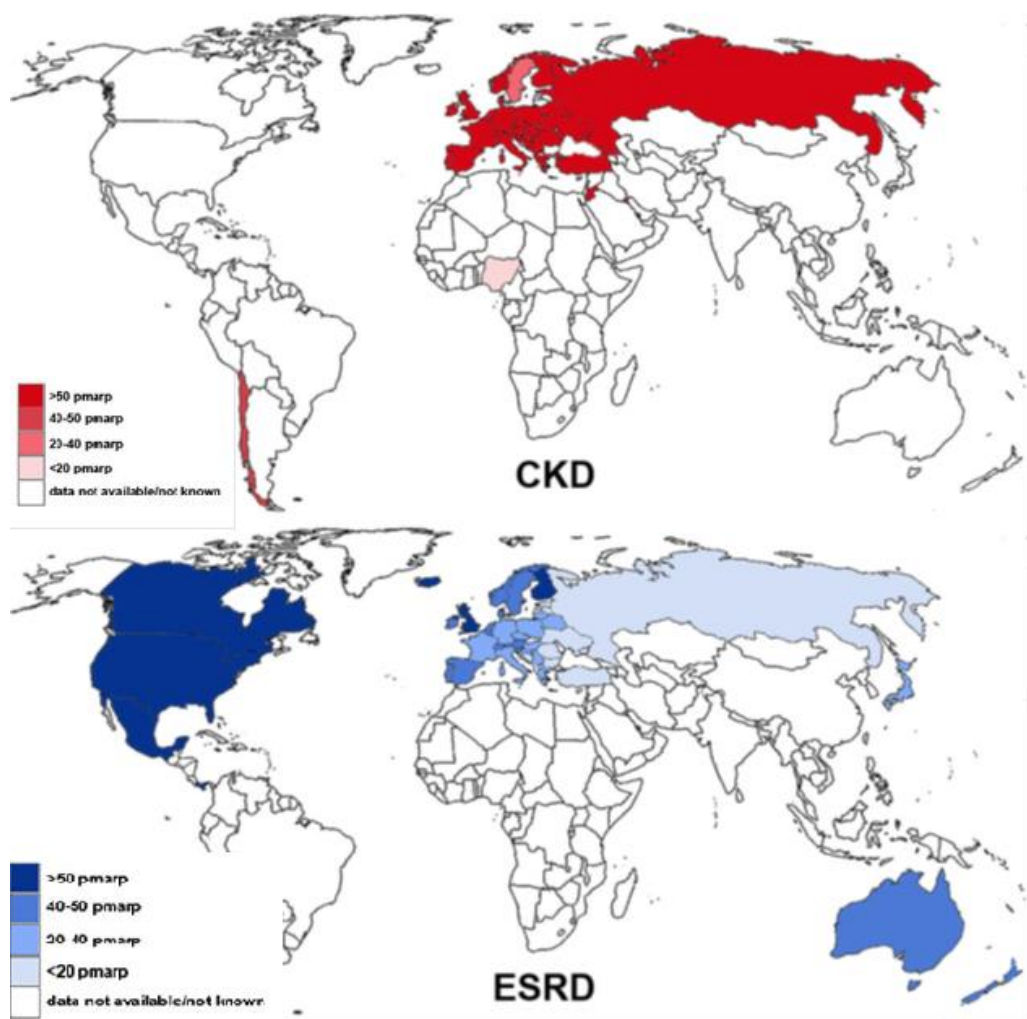 >50 pmarp
40-50 pmarp
20-40 pmarp
<20 pmarp
data not available/not known
CKD
>50 pmarp
40-50 pmarp
20-40 pmarp
<20 pmarp
data not available/not known
ESRD